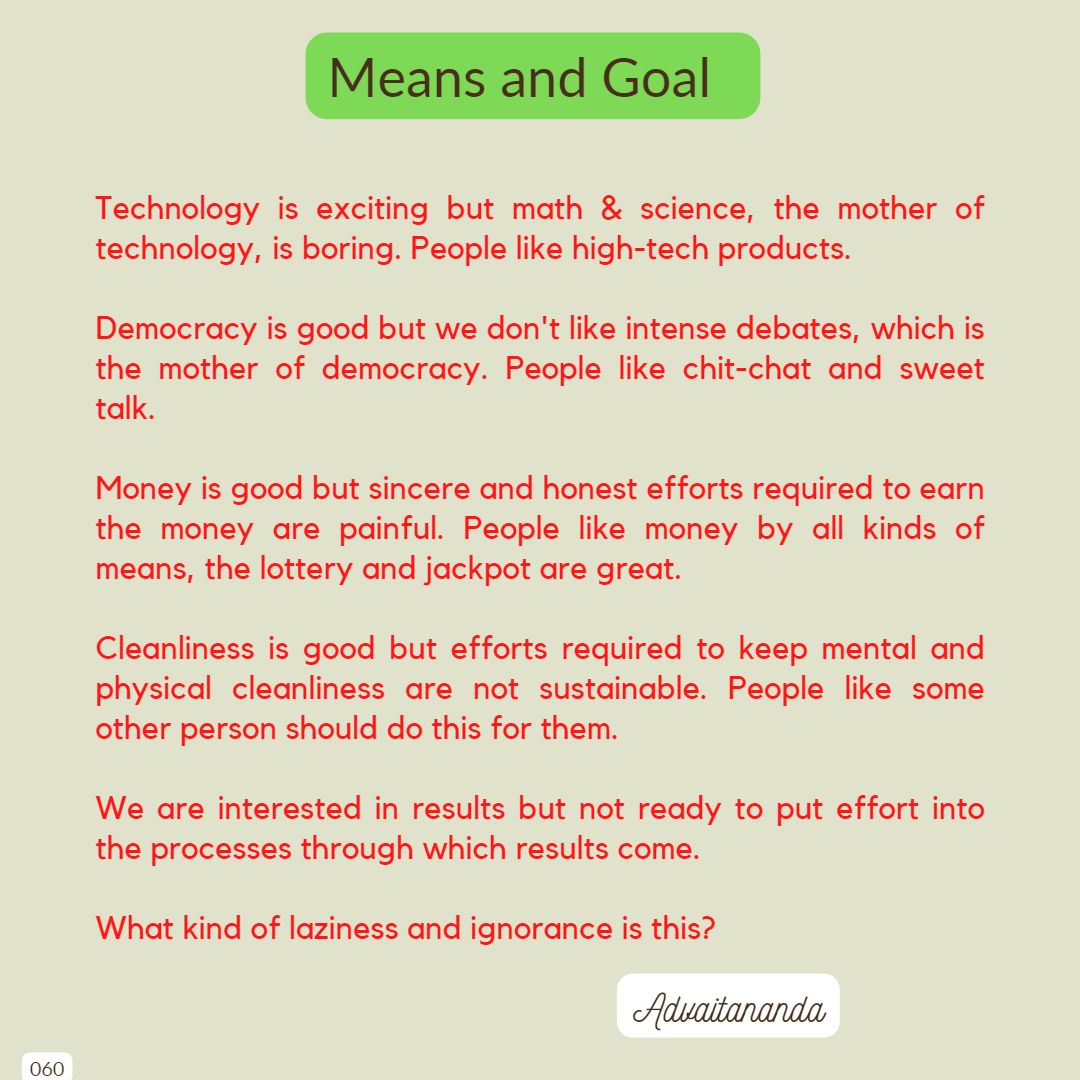 Means and Goal
Technology is exciting but math & science, the mother of
technology, is boring. People like high-tech products.
Democracy is good but we don't like intense debates, which is
the mother of democracy. People like chit-chat and sweet
talk.
Money is good but sincere and honest efforts required to earn
the money are painful. People like money by all kinds of
means, the lottery and jackpot are great.
Cleanliness is good but efforts required to keep mental and
physical cleanliness are not sustainable. People like some
other person should do this for them.
We are interested in results but not ready to put effort into
the processes through which results come.
What kind of laziness and ignorance is this?
Advaitananda
060